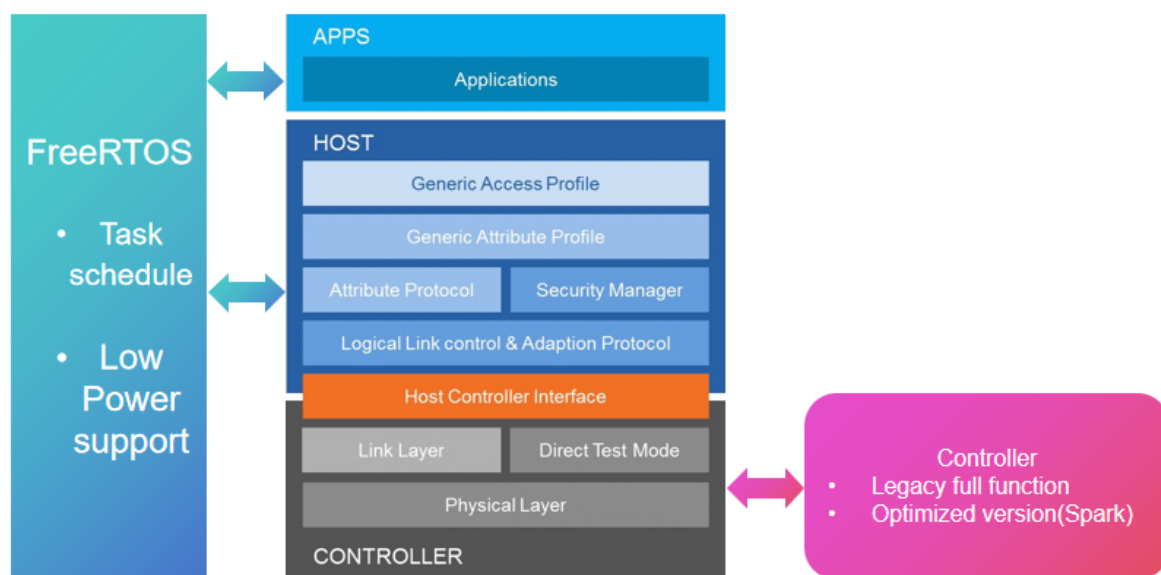 FreeRTOS
• Task
schedule
• Low
Power
support
APPS
Applications
HOST
Generic Access Profile
Generic Attribute Profile
Attribute Protocol
Security Manager
Logical Link control & Adaption Protocol
Host Controller Interface
Link Layer
Direct Test Mode
Physical Layer
CONTROLLER
Controller
• Legacy full function
• Optimized version(Spark)